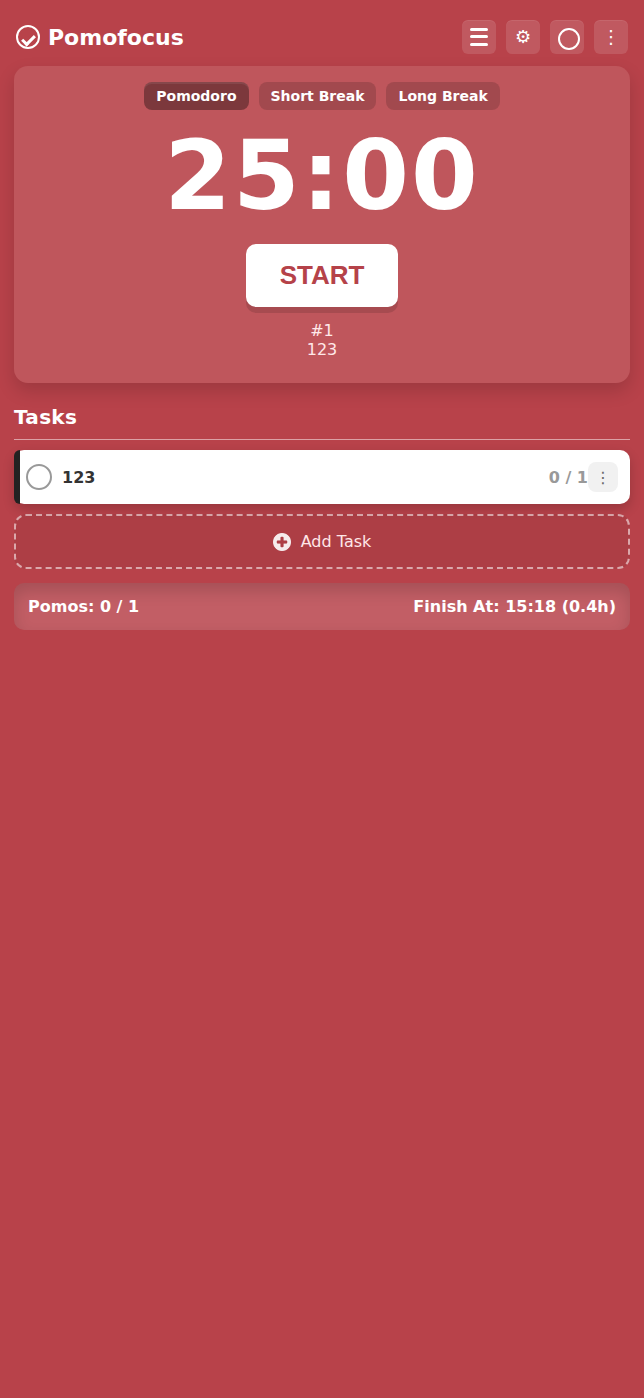 Pomofocus
Pomodoro Short Break Long Break
25:00
START
#1
123
Tasks
123 0 / 1
Add Task
Pomos: 0 / 1 Finish At: 15:18 (0.4h)